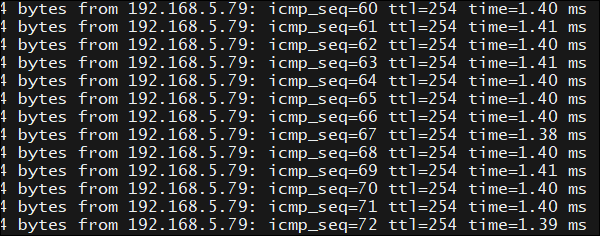 4 bytes from 192.168.5.79: icmp_seq=60 ttl=254 time=1.40 ms
4 bytes from 192.168.5.79: icmp_seq=61 ttl=254 time=1.41 ms
4 bytes from 192.168.5.79: icmp_seq=62 ttl=254 time=1.40 ms
4 bytes from 192.168.5.79: icmp_seq=63 ttl=254 time=1.41 ms
4 bytes from 192.168.5.79: icmp_seq=64 ttl=254 time=1.40 ms
4 bytes from 192.168.5.79: icmp_seq=65 ttl=254 time=1.40 ms
4 bytes from 192.168.5.79: icmp_seq=66 ttl=254 time=1.40 ms
4 bytes from 192.168.5.79: icmp_seq=67 ttl=254 time=1.38 ms
4 bytes from 192.168.5.79: icmp_seq=68 ttl=254 time=1.40 ms
4 bytes from 192.168.5.79: icmp_seq=69 ttl=254 time=1.41 ms
4 bytes from 192.168.5.79: icmp_seq=70 ttl=254 time=1.40 ms
4 bytes from 192.168.5.79: icmp_seq=71 ttl=254 time=1.40 ms
4 bytes from 192.168.5.79: icmp_seq=72 ttl=254 time=1.39 ms